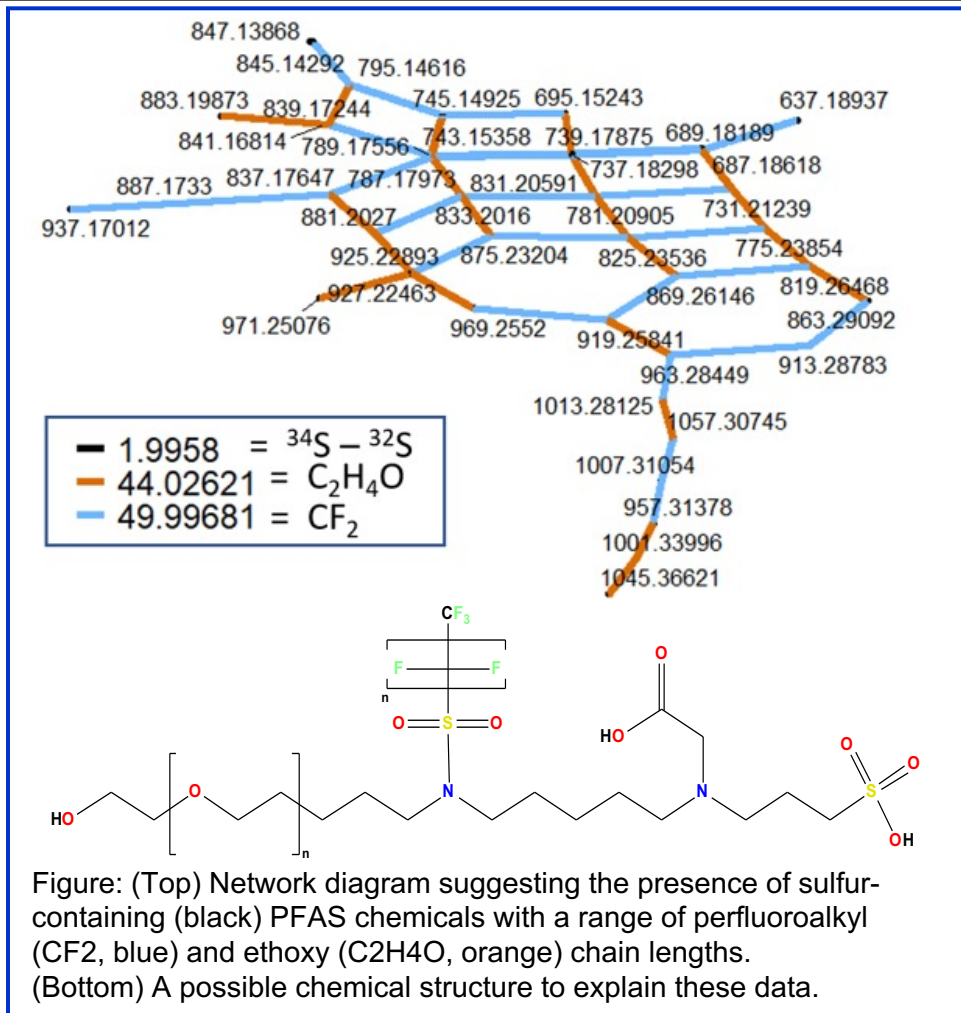 847.13868
845.14292 795.14616
883.19873 839.17244 745.14925 695.15243 637.18937
841.16814 789.17556 743.15358 739.17875 689.18189
887.1733 837.17647 787.17973 831.20591 737.18298 687.18618
937.17012 881.2027 833.2016 781.20905 731.21239
925.22893 875.23204 825.23536 775.23854
927.22463 869.26146 819.26468
971.25076 969.2552 919.25841 863.29092
963.28449 913.28783
1013.28125 1057.30745
1007.31054
957.31378
1001.33996
1045.36621
1.9958 = ³⁴S – ³²S
44.02621 = C₂H₄O
49.99681 = CF₂
CF₃
F F
n
O S O
O
HO
O
O
HO O N N S
n OH
Figure: (Top) Network diagram suggesting the presence of sulfur-
containing (black) PFAS chemicals with a range of perfluoroalkyl
(CF2, blue) and ethoxy (C2H4O, orange) chain lengths.
(Bottom) A possible chemical structure to explain these data.